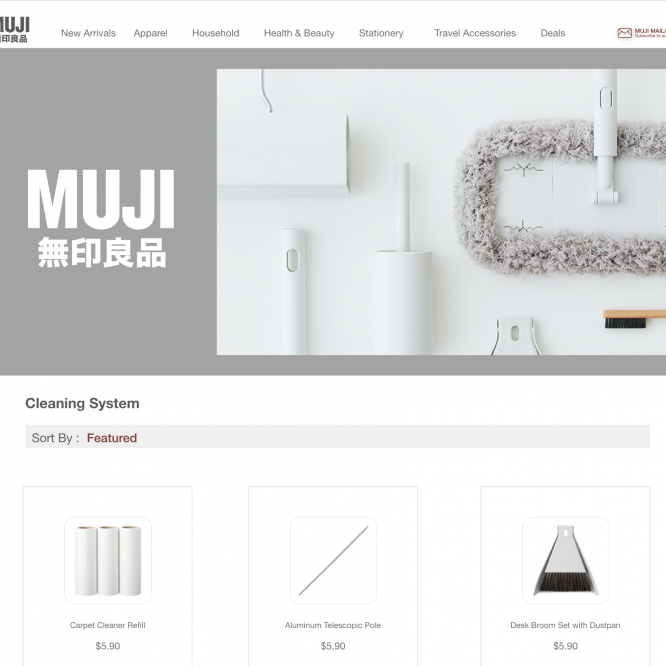 MUJI
無印良品
New Arrivals
Apparel
Household
Health & Beauty
Stationery
Travel Accessories
Deals
MUJI MAIL
Subscribe to
MUJI
無印良品
Cleaning System
Sort By : Featured
Carpet Cleaner Refill
$5.90
Aluminum Telescopic Pole
$5.90
Desk Broom Set with Dustpan
$5.90